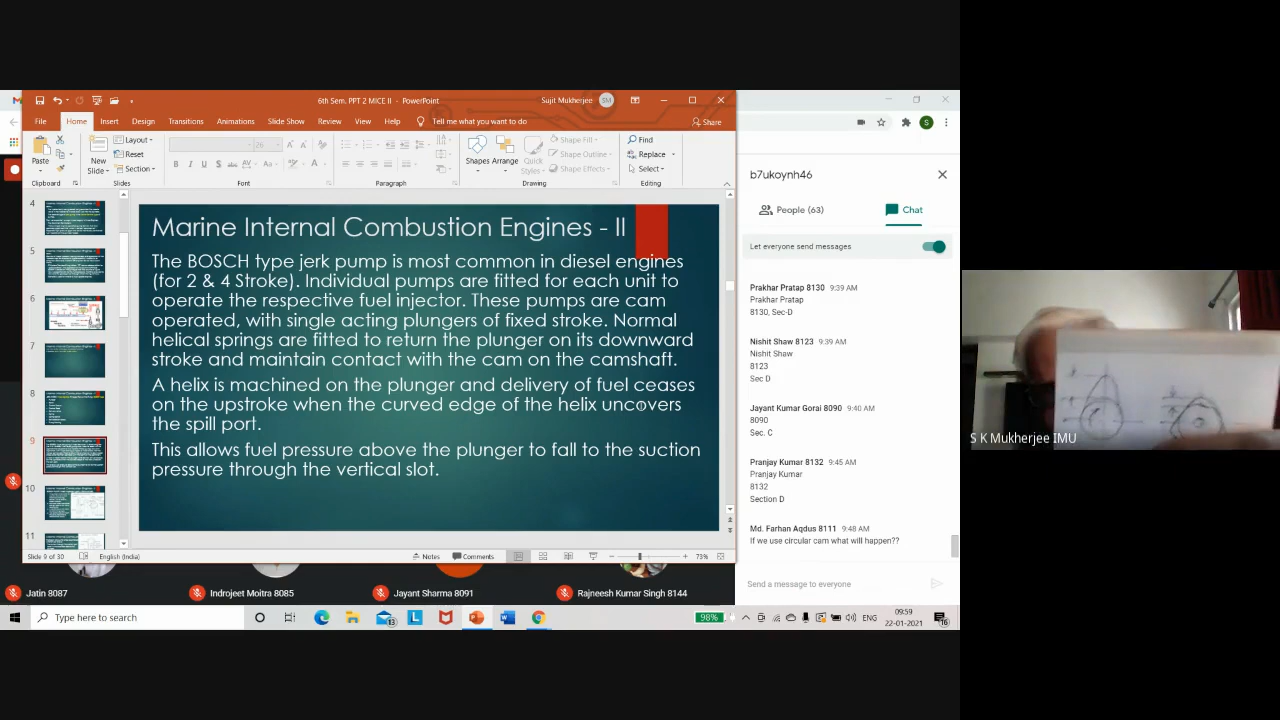 6th Sem. PPT 2 MICE II - PowerPoint
Sujit Mukherjee
SM
File Home Insert Design Transitions Animations Slide Show Review View Help Tell me what you want to do
Share
Paste
Clipboard
New
Slide
Layout
Reset
Section
Slides
26
B I U S
Font
Paragraph
Shapes Arrange Quick
Styles
Shape Fill
Shape Outline
Shape Effects
Drawing
Find
Replace
Select
Editing
4
5
6
7
8
9
10
11
Marine Internal Combustion Engines - II
The BOSCH type jerk pump is most common in diesel engines
(for 2 & 4 Stroke). Individual pumps are fitted for each unit to
operate the respective fuel injector. These pumps are cam
operated, with single acting plungers of fixed stroke. Normal
helical springs are fitted to return the plunger on its downward
stroke and maintain contact with the cam on the camshaft.
A helix is machined on the plunger and delivery of fuel ceases
on the upstroke when the curved edge of the helix uncovers
the spill port.
This allows fuel pressure above the plunger to fall to the suction
pressure through the vertical slot.
Slide 9 of 30
English (India)
Notes
Comments
73%
Jatin 8087
Indrojeet Moitra 8085
Jayant Sharma 8091
Rajneesh Kumar Singh 8144
S
b7ukoynh46
People (63)
Chat
Let everyone send messages
Prakhar Pratap 8130 9:39 AM
Prakhar Pratap
8130, Sec-D
Nishit Shaw 8123 9:39 AM
Nishit Shaw
8123
Sec D
Jayant Kumar Gorai 8090 9:40 AM
8090
Sec. C
Pranjay Kumar 8132 9:45 AM
Pranjay Kumar
8132
Section D
Md. Farhan Aqdus 8111 9:48 AM
If we use circular cam what will happen??
Send a message to everyone
S K Mukherjee IMU
Type here to search
13
98%
ENG
09:59
22-01-2021
16